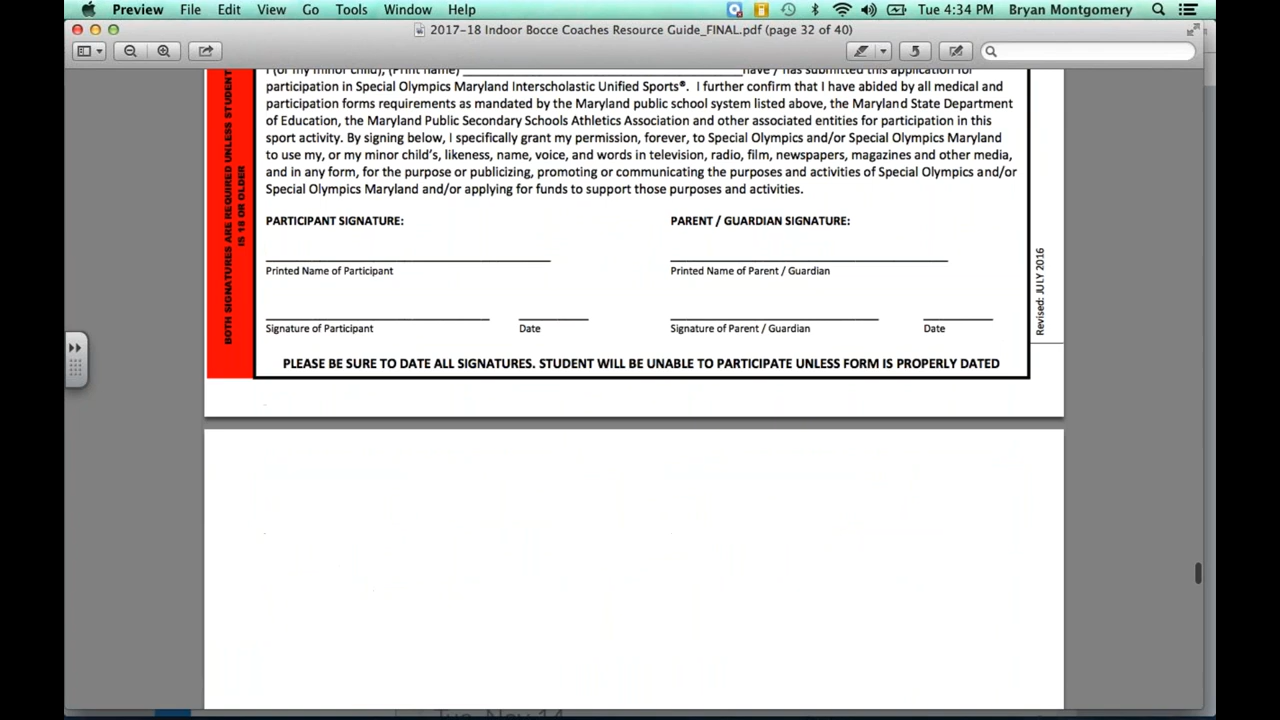 Preview File Edit View Go Tools Window Help Tue 4:34 PM Bryan Montgomery
2017-18 Indoor Bocce Coaches Resource Guide_FINAL.pdf (page 32 of 40)
I (or my minor child), (Print name) have / has submitted this application for
participation in Special Olympics Maryland Interscholastic Unified Sports®. I further confirm that I have abided by all medical and
participation forms requirements as mandated by the Maryland public school system listed above, the Maryland State Department
of Education, the Maryland Public Secondary Schools Athletics Association and other associated entities for participation in this
sport activity. By signing below, I specifically grant my permission, forever, to Special Olympics and/or Special Olympics Maryland
to use my, or my minor child's, likeness, name, voice, and words in television, radio, film, newspapers, magazines and other media,
and in any form, for the purpose or publicizing, promoting or communicating the purposes and activities of Special Olympics and/or
Special Olympics Maryland and/or applying for funds to support those purposes and activities.
BOTH SIGNATURES ARE REQUIRED UNLESS STUDENT
IS 18 OR OLDER
PARTICIPANT SIGNATURE: PARENT / GUARDIAN SIGNATURE:
Printed Name of Participant Printed Name of Parent / Guardian
Signature of Participant Date Signature of Parent / Guardian Date
Revised: JULY 2016
PLEASE BE SURE TO DATE ALL SIGNATURES. STUDENT WILL BE UNABLE TO PARTICIPATE UNLESS FORM IS PROPERLY DATED
Tue, Nov 14